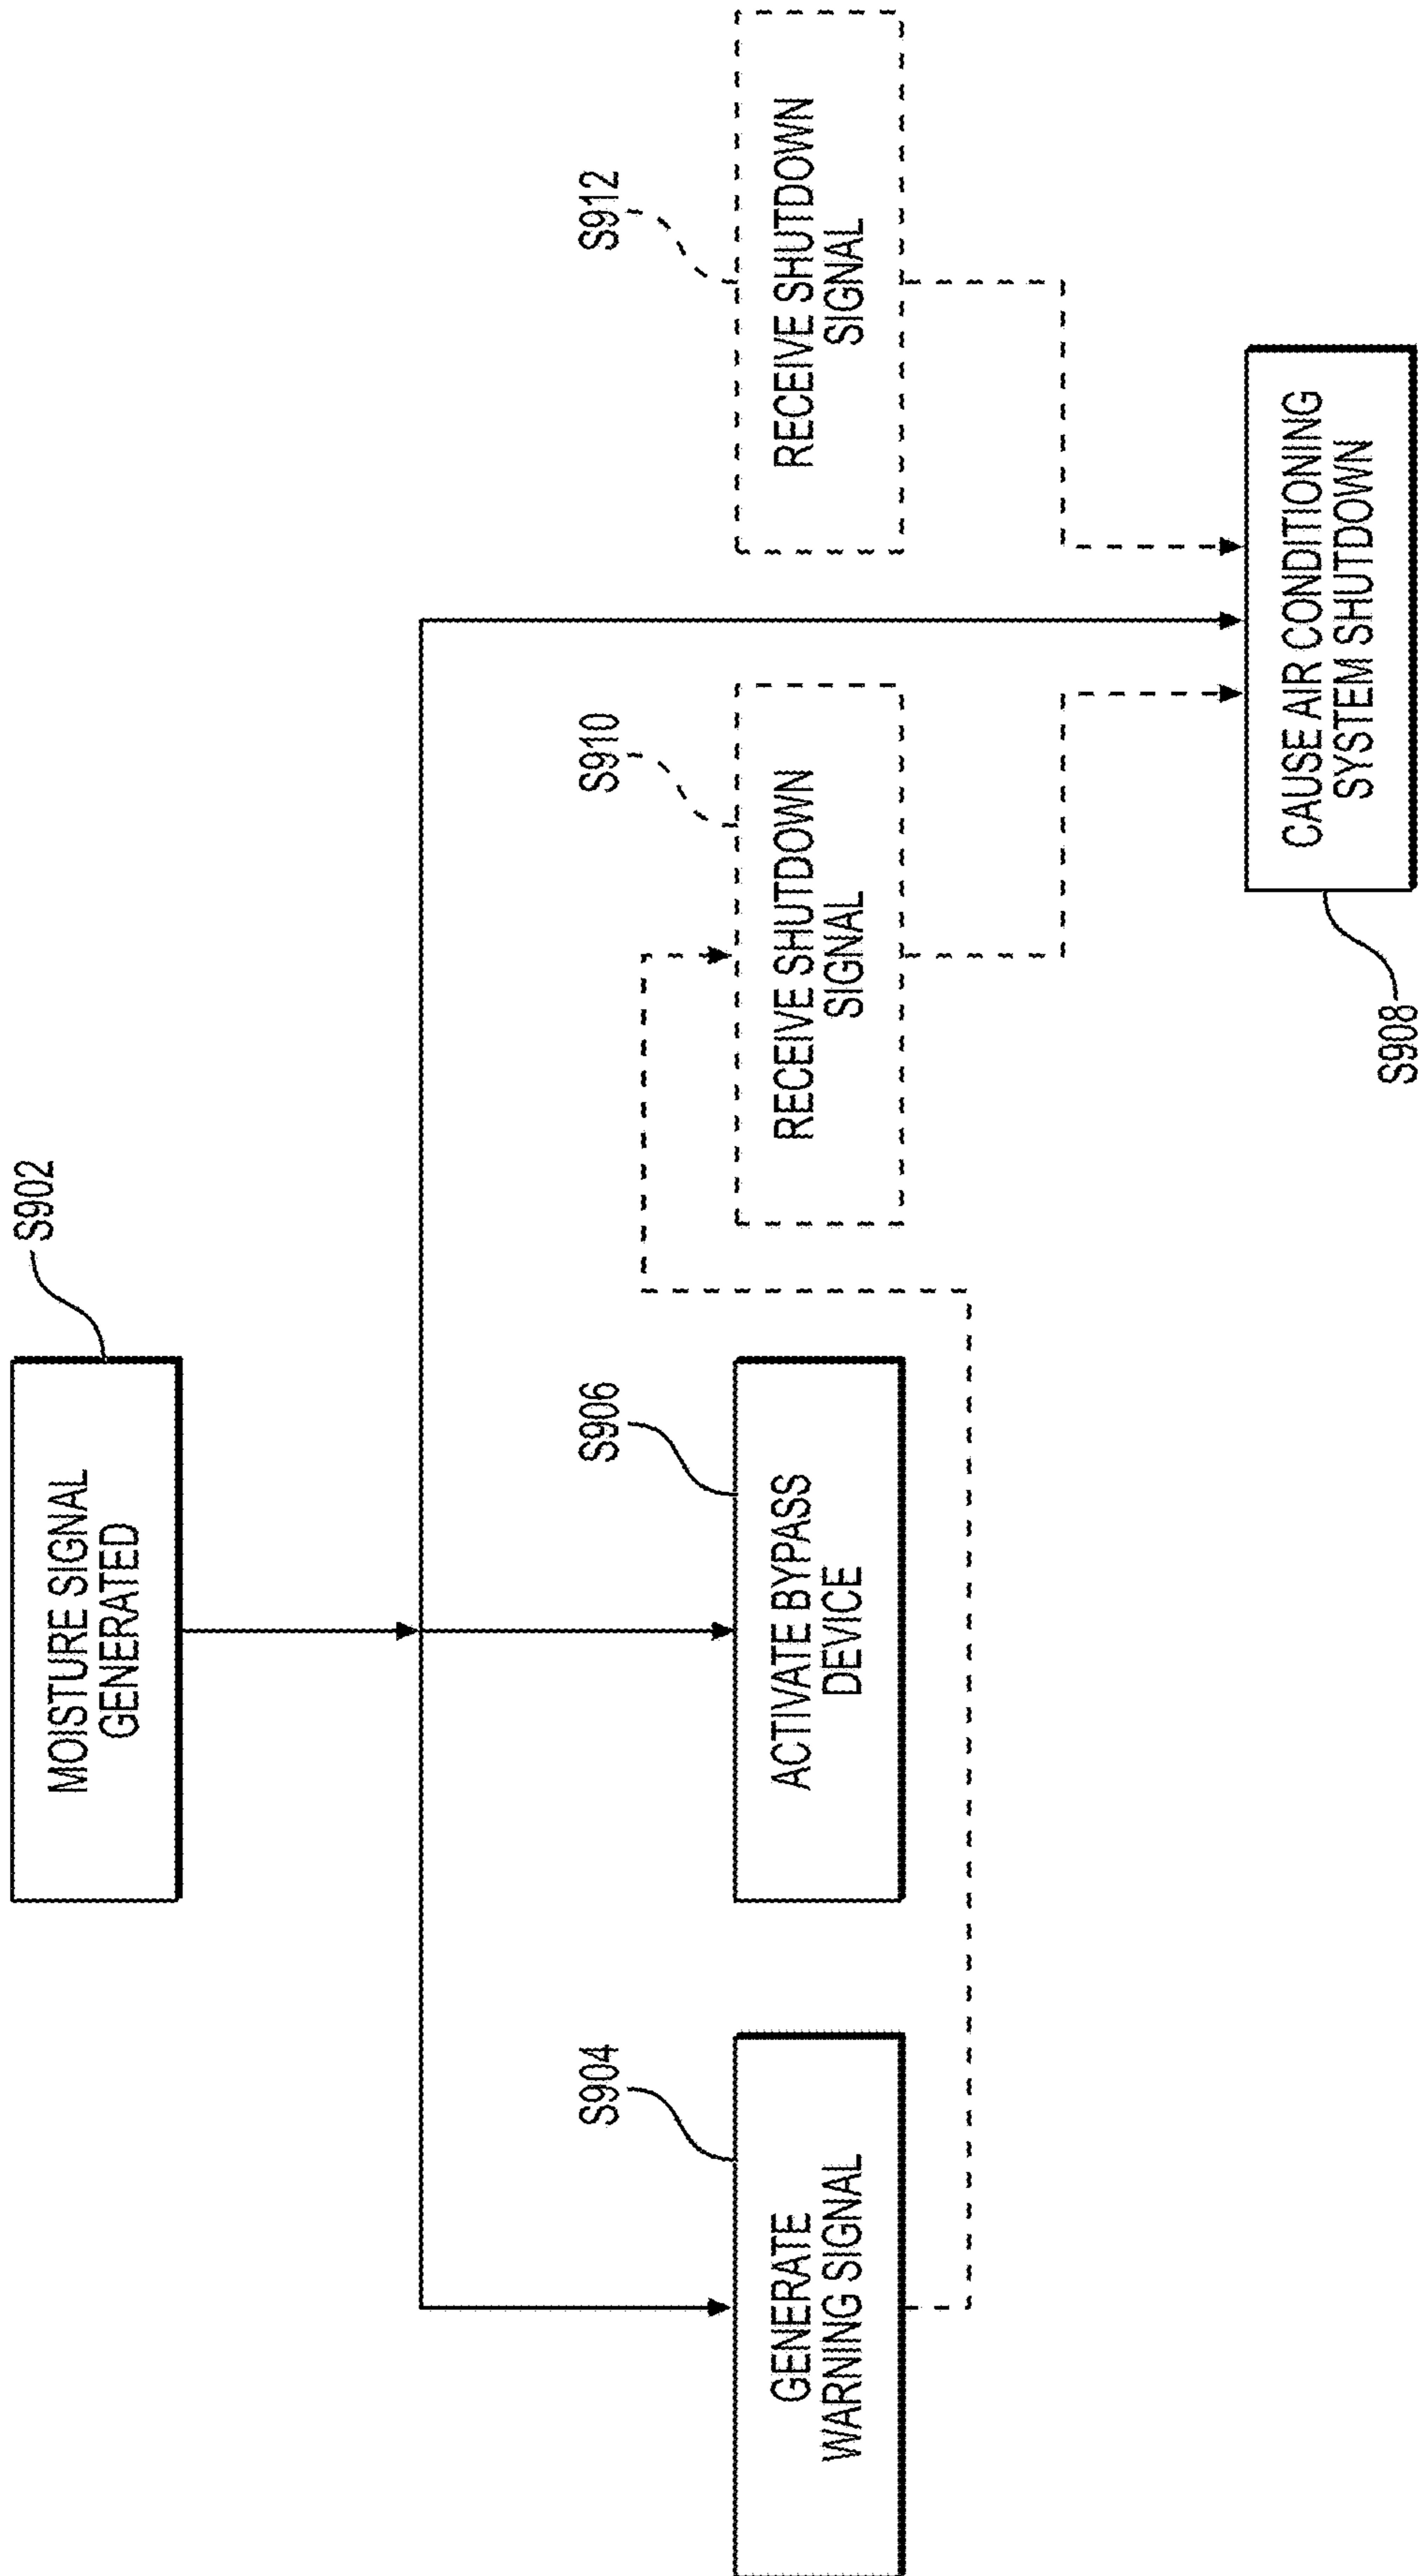 S902
MOISTURE SIGNAL
GENERATED
S904
GENERATE
WARNING SIGNAL
S906
ACTIVATE BYPASS
DEVICE
S910
RECEIVE SHUTDOWN
SIGNAL
S912
RECEIVE SHUTDOWN
SIGNAL
S908
CAUSE AIR CONDITIONING
SYSTEM SHUTDOWN